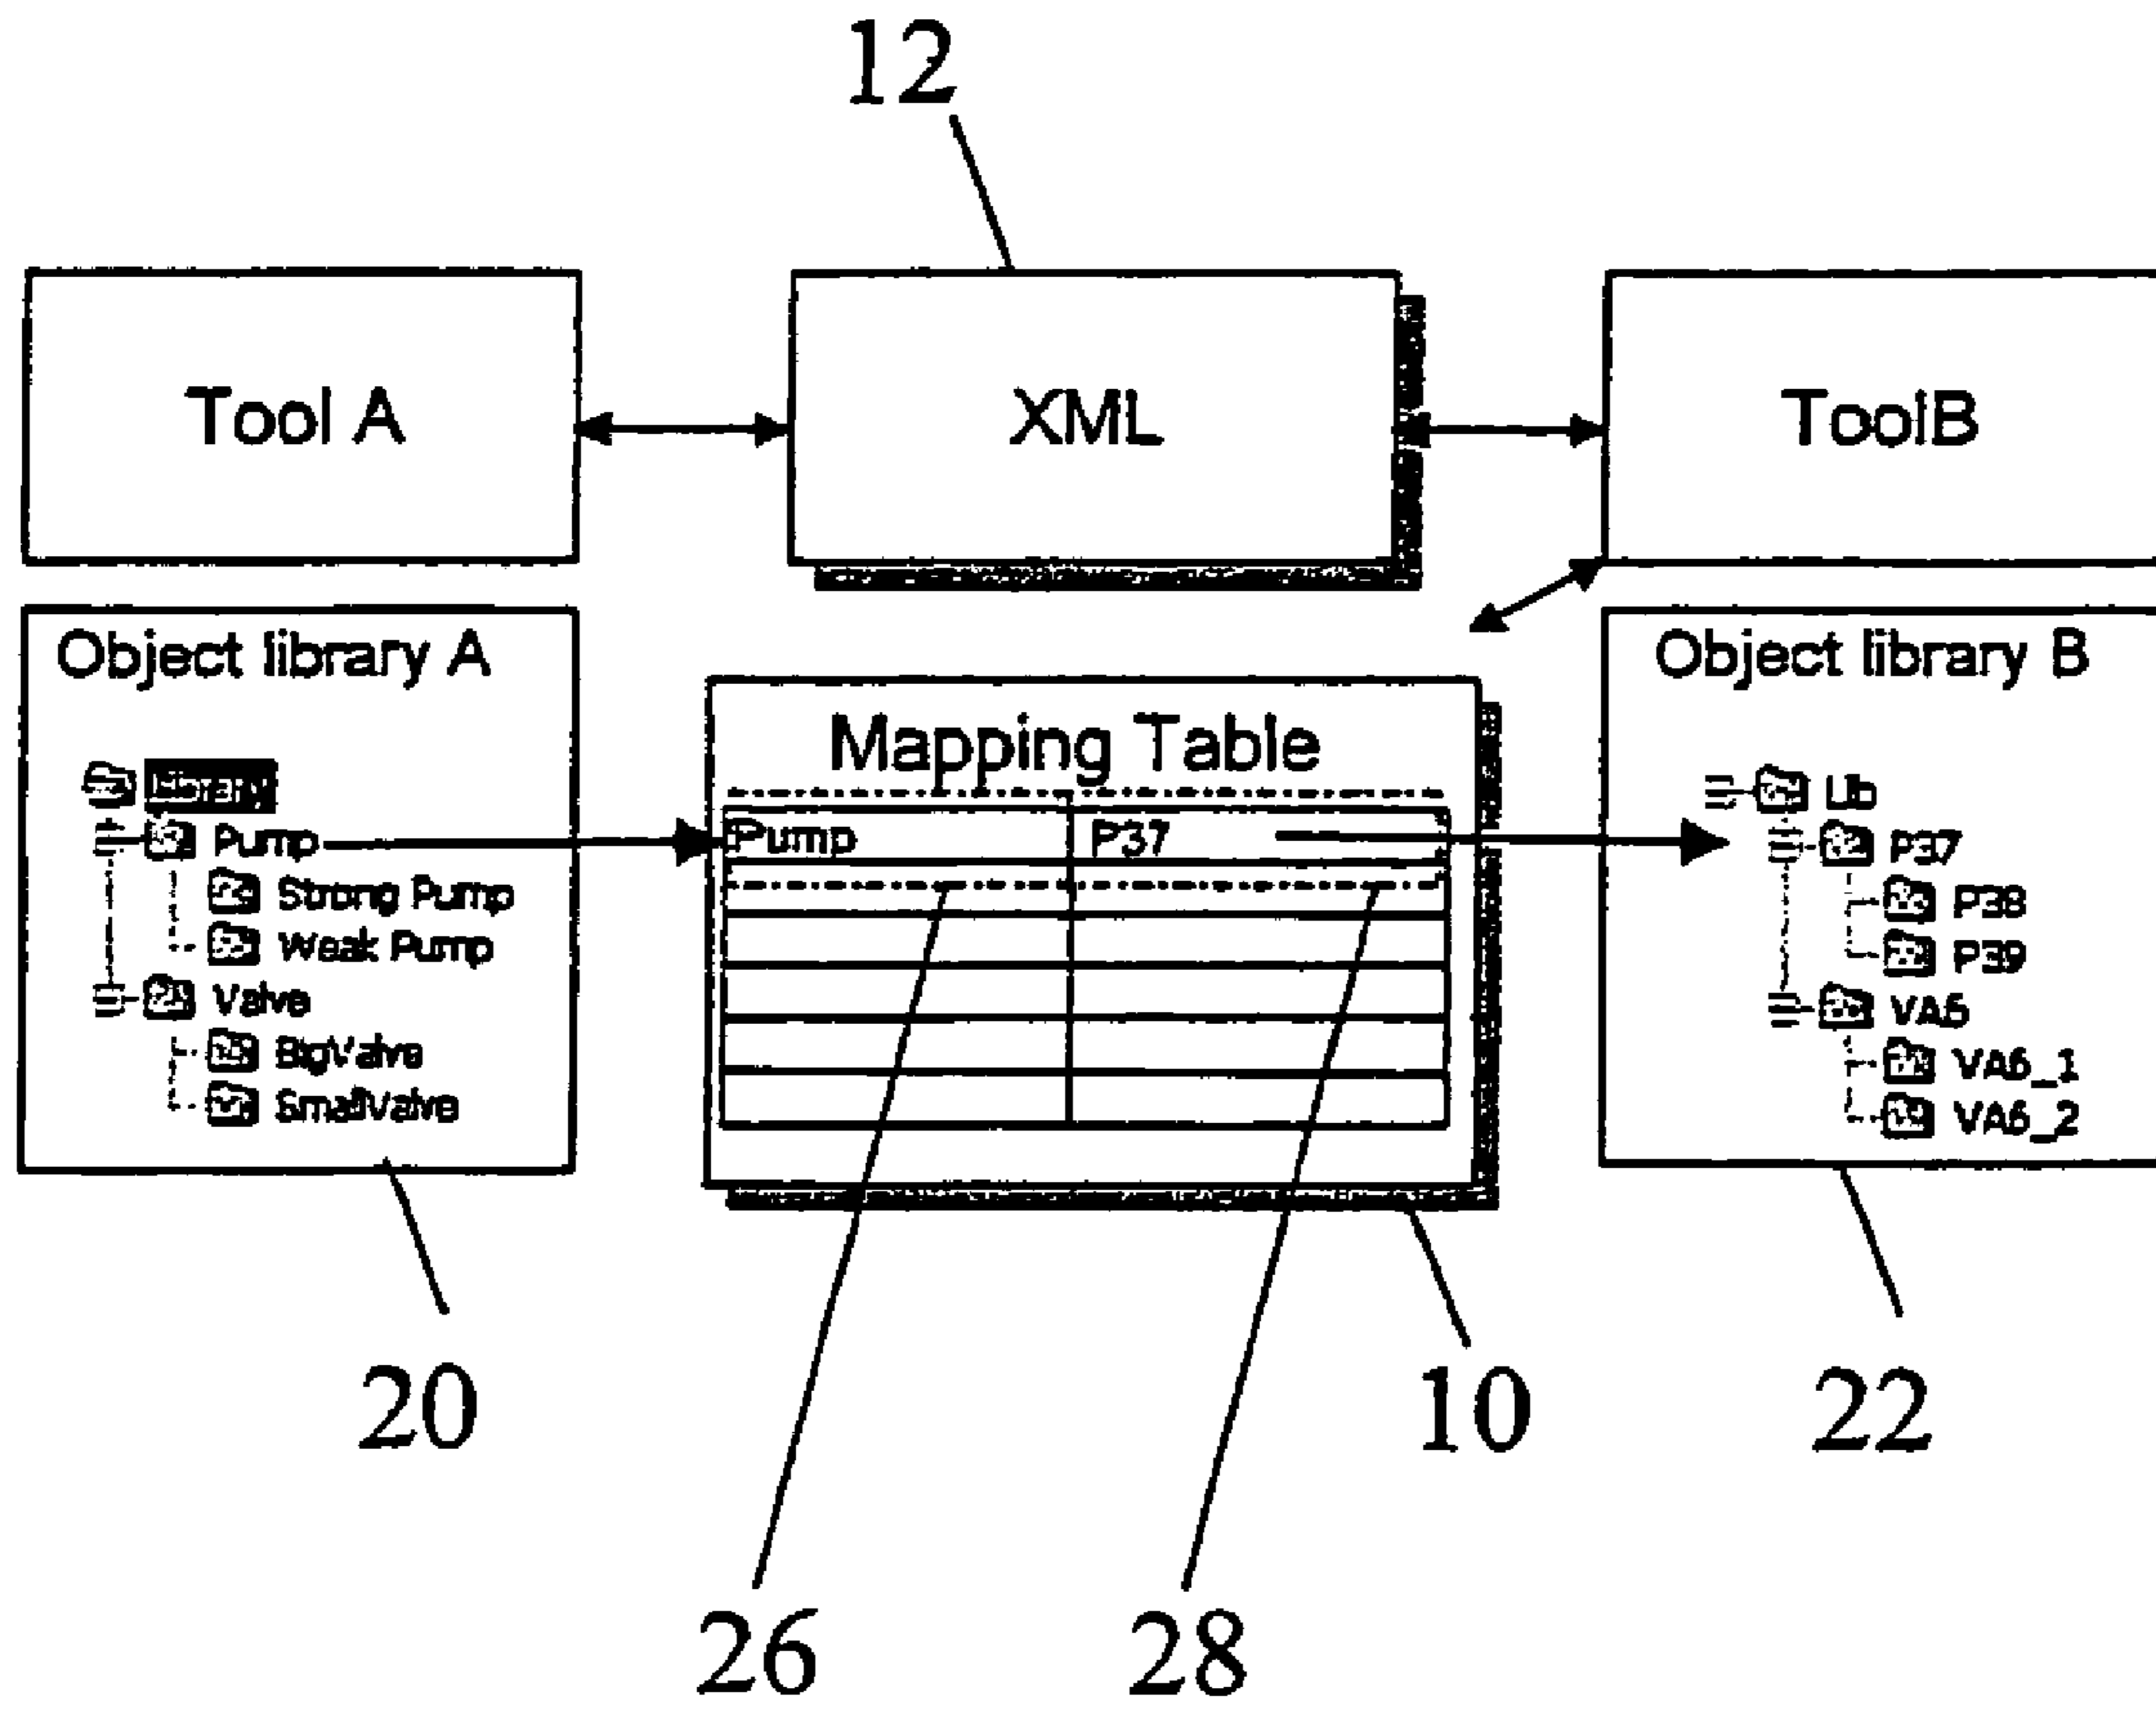 12
Tool A
XML
ToolB
Object library A
Library
Pump
Strong Pump
Weak Pump
Valve
BigValve
SmallValve
Mapping Table
Pump P37
Object library B
Lib
P37
P38
P39
VA6
VA6_1
VA6_2
20
10
22
26
28